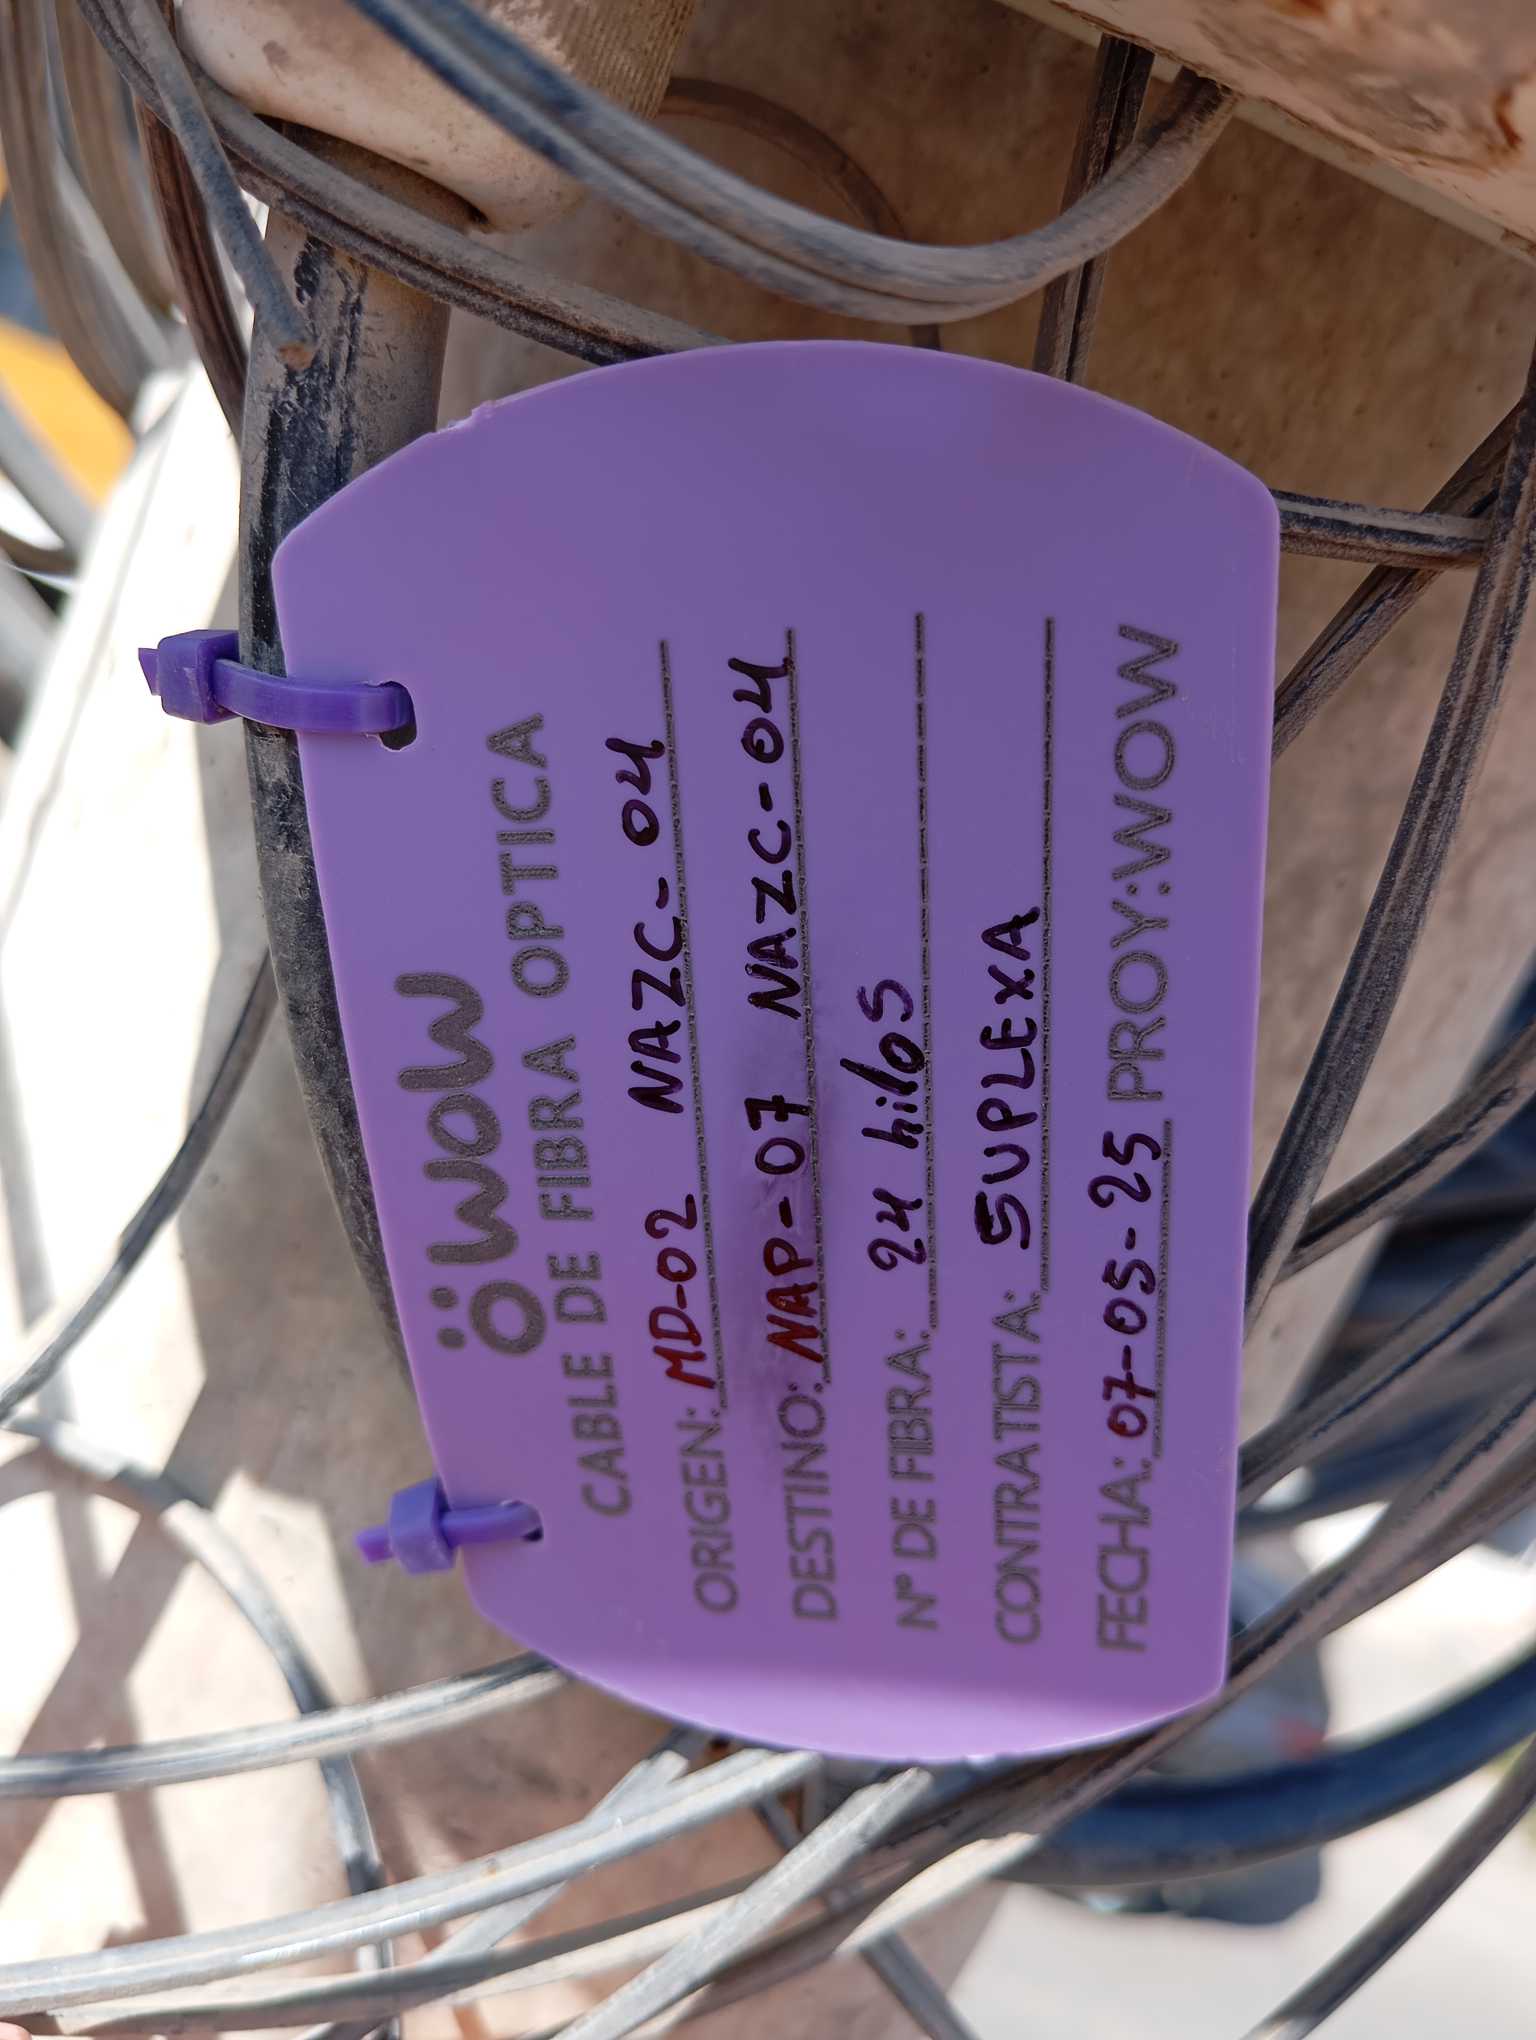 WOW
CABLE DE FIBRA OPTICA
ORIGEN: MD-02 NAZC-04
DESTINO: NAP-07 NAZC-04
N° DE FIBRA: 24 hilos
CONTRATISTA: SUPLEXA
FECHA: 07-05-25 PROY:WOW